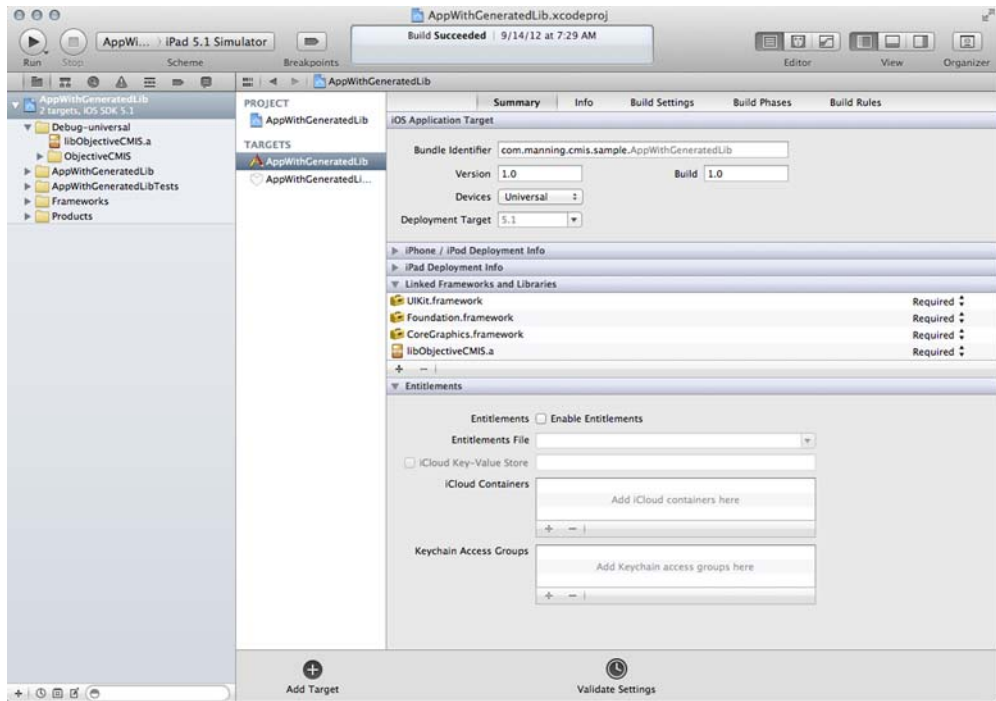 AppWithGeneratedLib.xcodeproj
AppWi... iPad 5.1 Simulator
Build Succeeded 9/14/12 at 7:29 AM
Run Stop Scheme Breakpoints Editor View Organizer
AppWithGeneratedLib
AppWithGeneratedLib
2 targets, iOS SDK 5.1
Debug-universal
libObjectiveCMIS.a
ObjectiveCMIS
AppWithGeneratedLib
AppWithGeneratedLibTests
Frameworks
Products
PROJECT
AppWithGeneratedLib
TARGETS
AppWithGeneratedLib
AppWithGeneratedLi...
Summary Info Build Settings Build Phases Build Rules
iOS Application Target
Bundle Identifier com.manning.cmis.sample.AppWithGeneratedLib
Version 1.0 Build 1.0
Devices Universal
Deployment Target 5.1
iPhone / iPod Deployment Info
iPad Deployment Info
Linked Frameworks and Libraries
UIKit.framework Required
Foundation.framework Required
CoreGraphics.framework Required
libObjectiveCMIS.a Required
Entitlements
Entitlements Enable Entitlements
Entitlements File
iCloud Key-Value Store
iCloud Containers
Add iCloud containers here
Keychain Access Groups
Add Keychain access groups here
Add Target Validate Settings